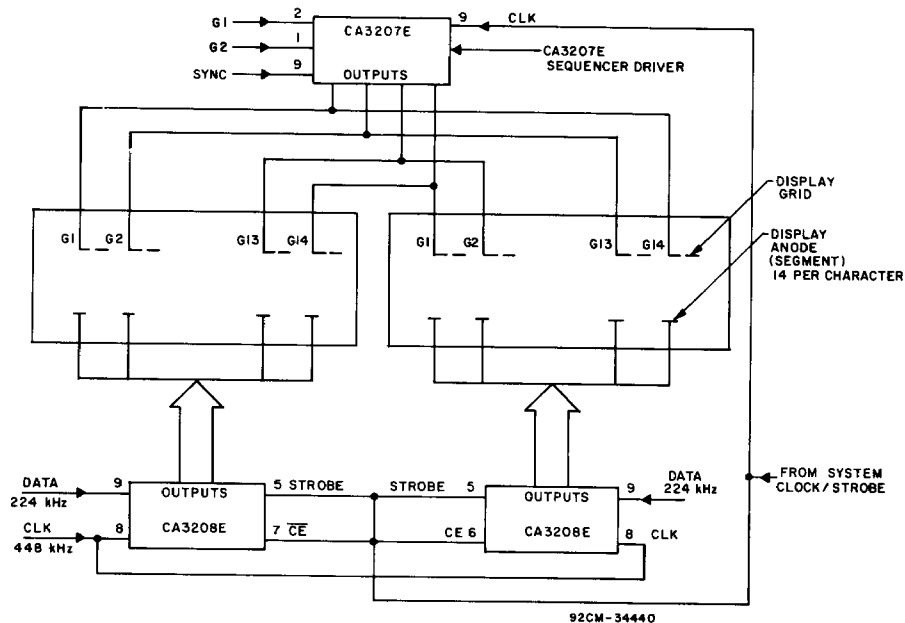 G1 2
CA3207E
9 CLK
G2 1
CA3207E
SEQUENCER DRIVER
SYNC 9
OUTPUTS
DISPLAY
GRID
G1 G2 G13 G14
G1 G2 G13 G14
DISPLAY
ANODE
(SEGMENT)
14 PER CHARACTER
DATA
224 kHz
9
OUTPUTS
5 STROBE
STROBE 5
OUTPUTS
9
DATA
224 kHz
FROM SYSTEM
CLOCK/STROBE
CLK
448 kHz
8
CA3208E
7 CE
CE 6
CA3208E
8 CLK
92CM-34440